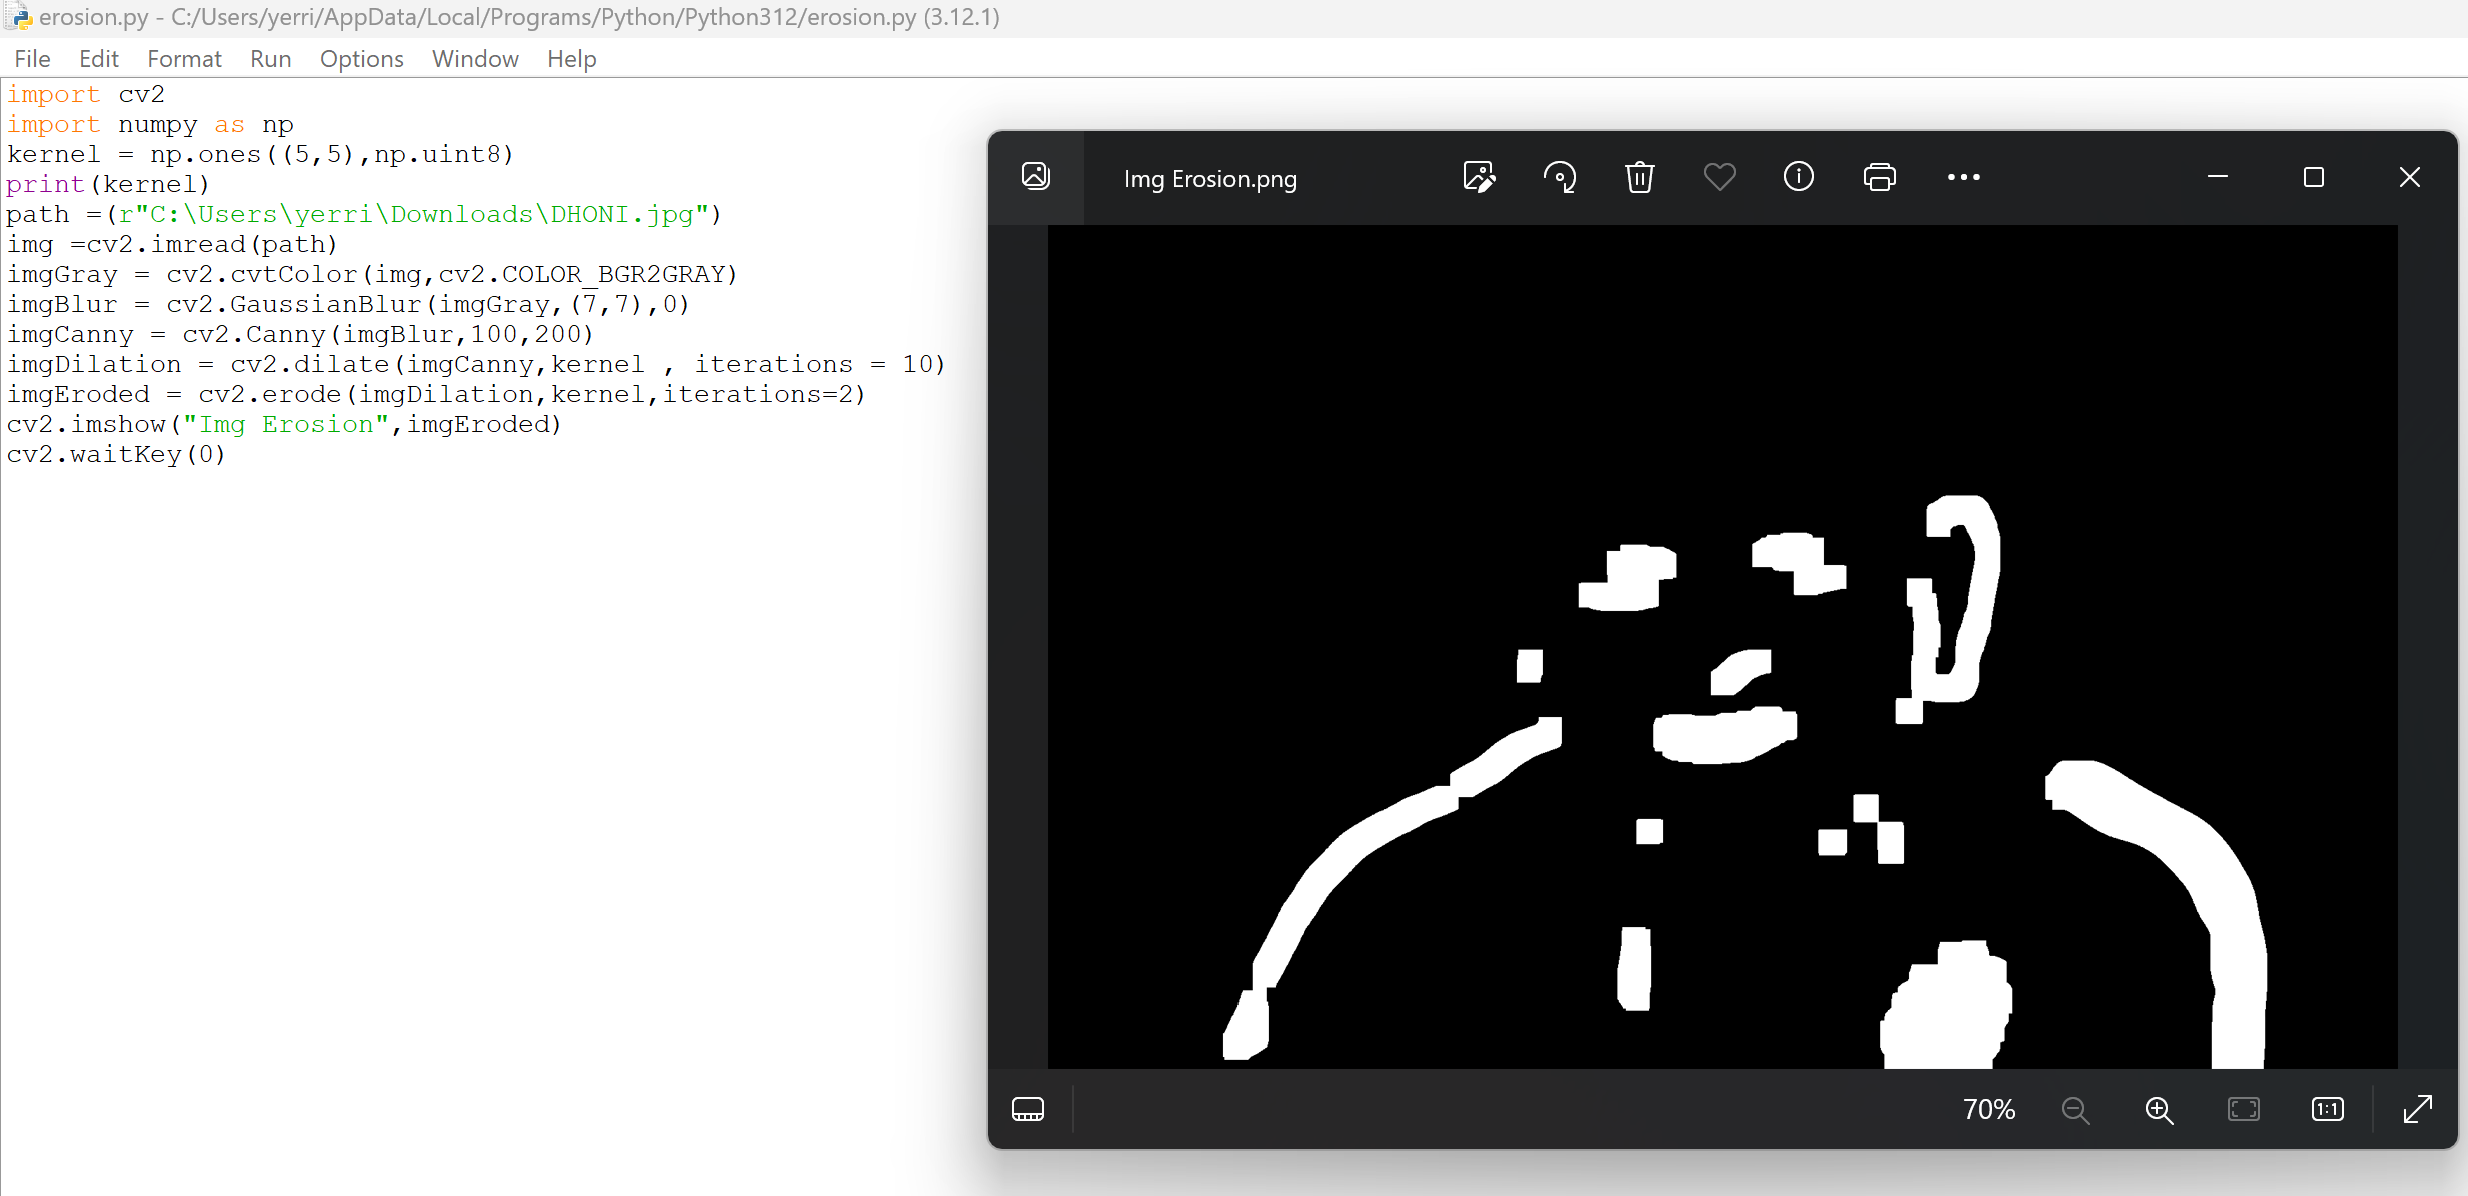 erosion.py - C:/Users/yerri/AppData/Local/Programs/Python/Python312/erosion.py (3.12.1)
File Edit Format Run Options Window Help
import cv2
import numpy as np
kernel = np.ones((5,5),np.uint8)
print(kernel)
path =(r"C:\Users\yerri\Downloads\DHONI.jpg")
img =cv2.imread(path)
imgGray = cv2.cvtColor(img,cv2.COLOR_BGR2GRAY)
imgBlur = cv2.GaussianBlur(imgGray,(7,7),0)
imgCanny = cv2.Canny(imgBlur,100,200)
imgDilation = cv2.dilate(imgCanny,kernel , iterations = 10)
imgEroded = cv2.erode(imgDilation,kernel,iterations=2)
cv2.imshow("Img Erosion",imgEroded)
cv2.waitKey(0)
Img Erosion.png
70%
1:1